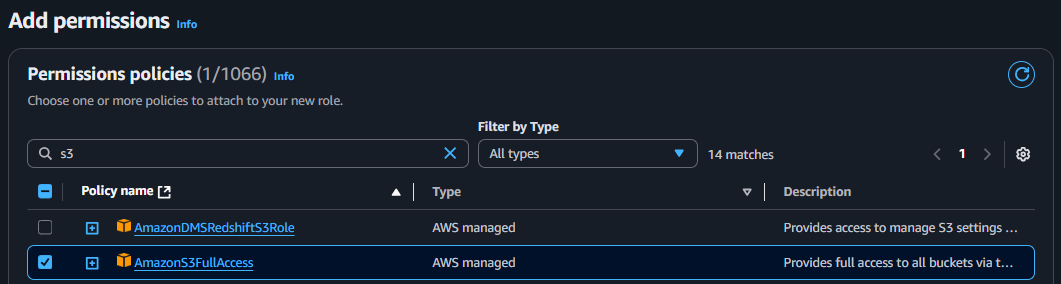 Add permissions Info
Permissions policies (1/1066) Info
Choose one or more policies to attach to your new role.
Filter by Type
s3 All types 14 matches 1
Policy name Type Description
AmazonDMSRedshiftS3Role AWS managed Provides access to manage S3 settings ...
AmazonS3FullAccess AWS managed Provides full access to all buckets via t...